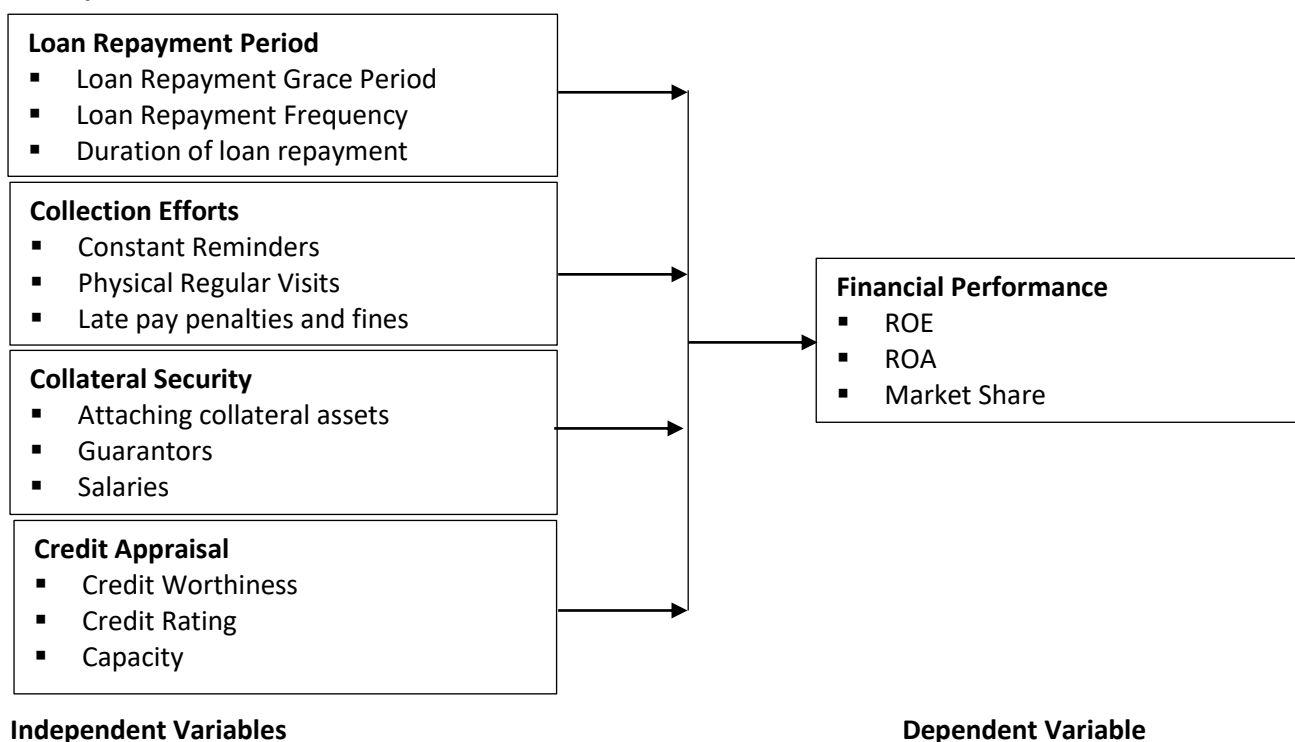 Loan Repayment Period
▪ Loan Repayment Grace Period
▪ Loan Repayment Frequency
▪ Duration of loan repayment
Collection Efforts
▪ Constant Reminders
▪ Physical Regular Visits
▪ Late pay penalties and fines
Collateral Security
▪ Attaching collateral assets
▪ Guarantors
▪ Salaries
Credit Appraisal
▪ Credit Worthiness
▪ Credit Rating
▪ Capacity
Financial Performance
▪ ROE
▪ ROA
▪ Market Share
Independent Variables
Dependent Variable